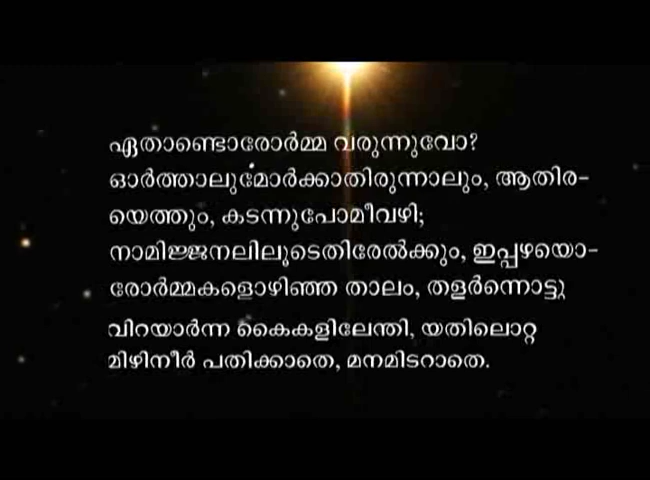 ഏതാണ്ടൊരോർമ്മ വരുന്നുവോ?
ഓർത്താലുമോർക്കാതിരുന്നാലും, ആതിര-
യെത്തും, കടന്നുപോമീവഴി;
നാമിജ്ജനലിലൂടെതിരേൽക്കും, ഇപ്പഴയൊ-
രോർമ്മകളൊഴിഞ്ഞ താലം, തളർന്നൊട്ടു
വിറയാർന്ന കൈകളിലേന്തി, യതിലൊറ്റ
മിഴിനീർ പതിക്കാതെ, മനമിടറാതെ.